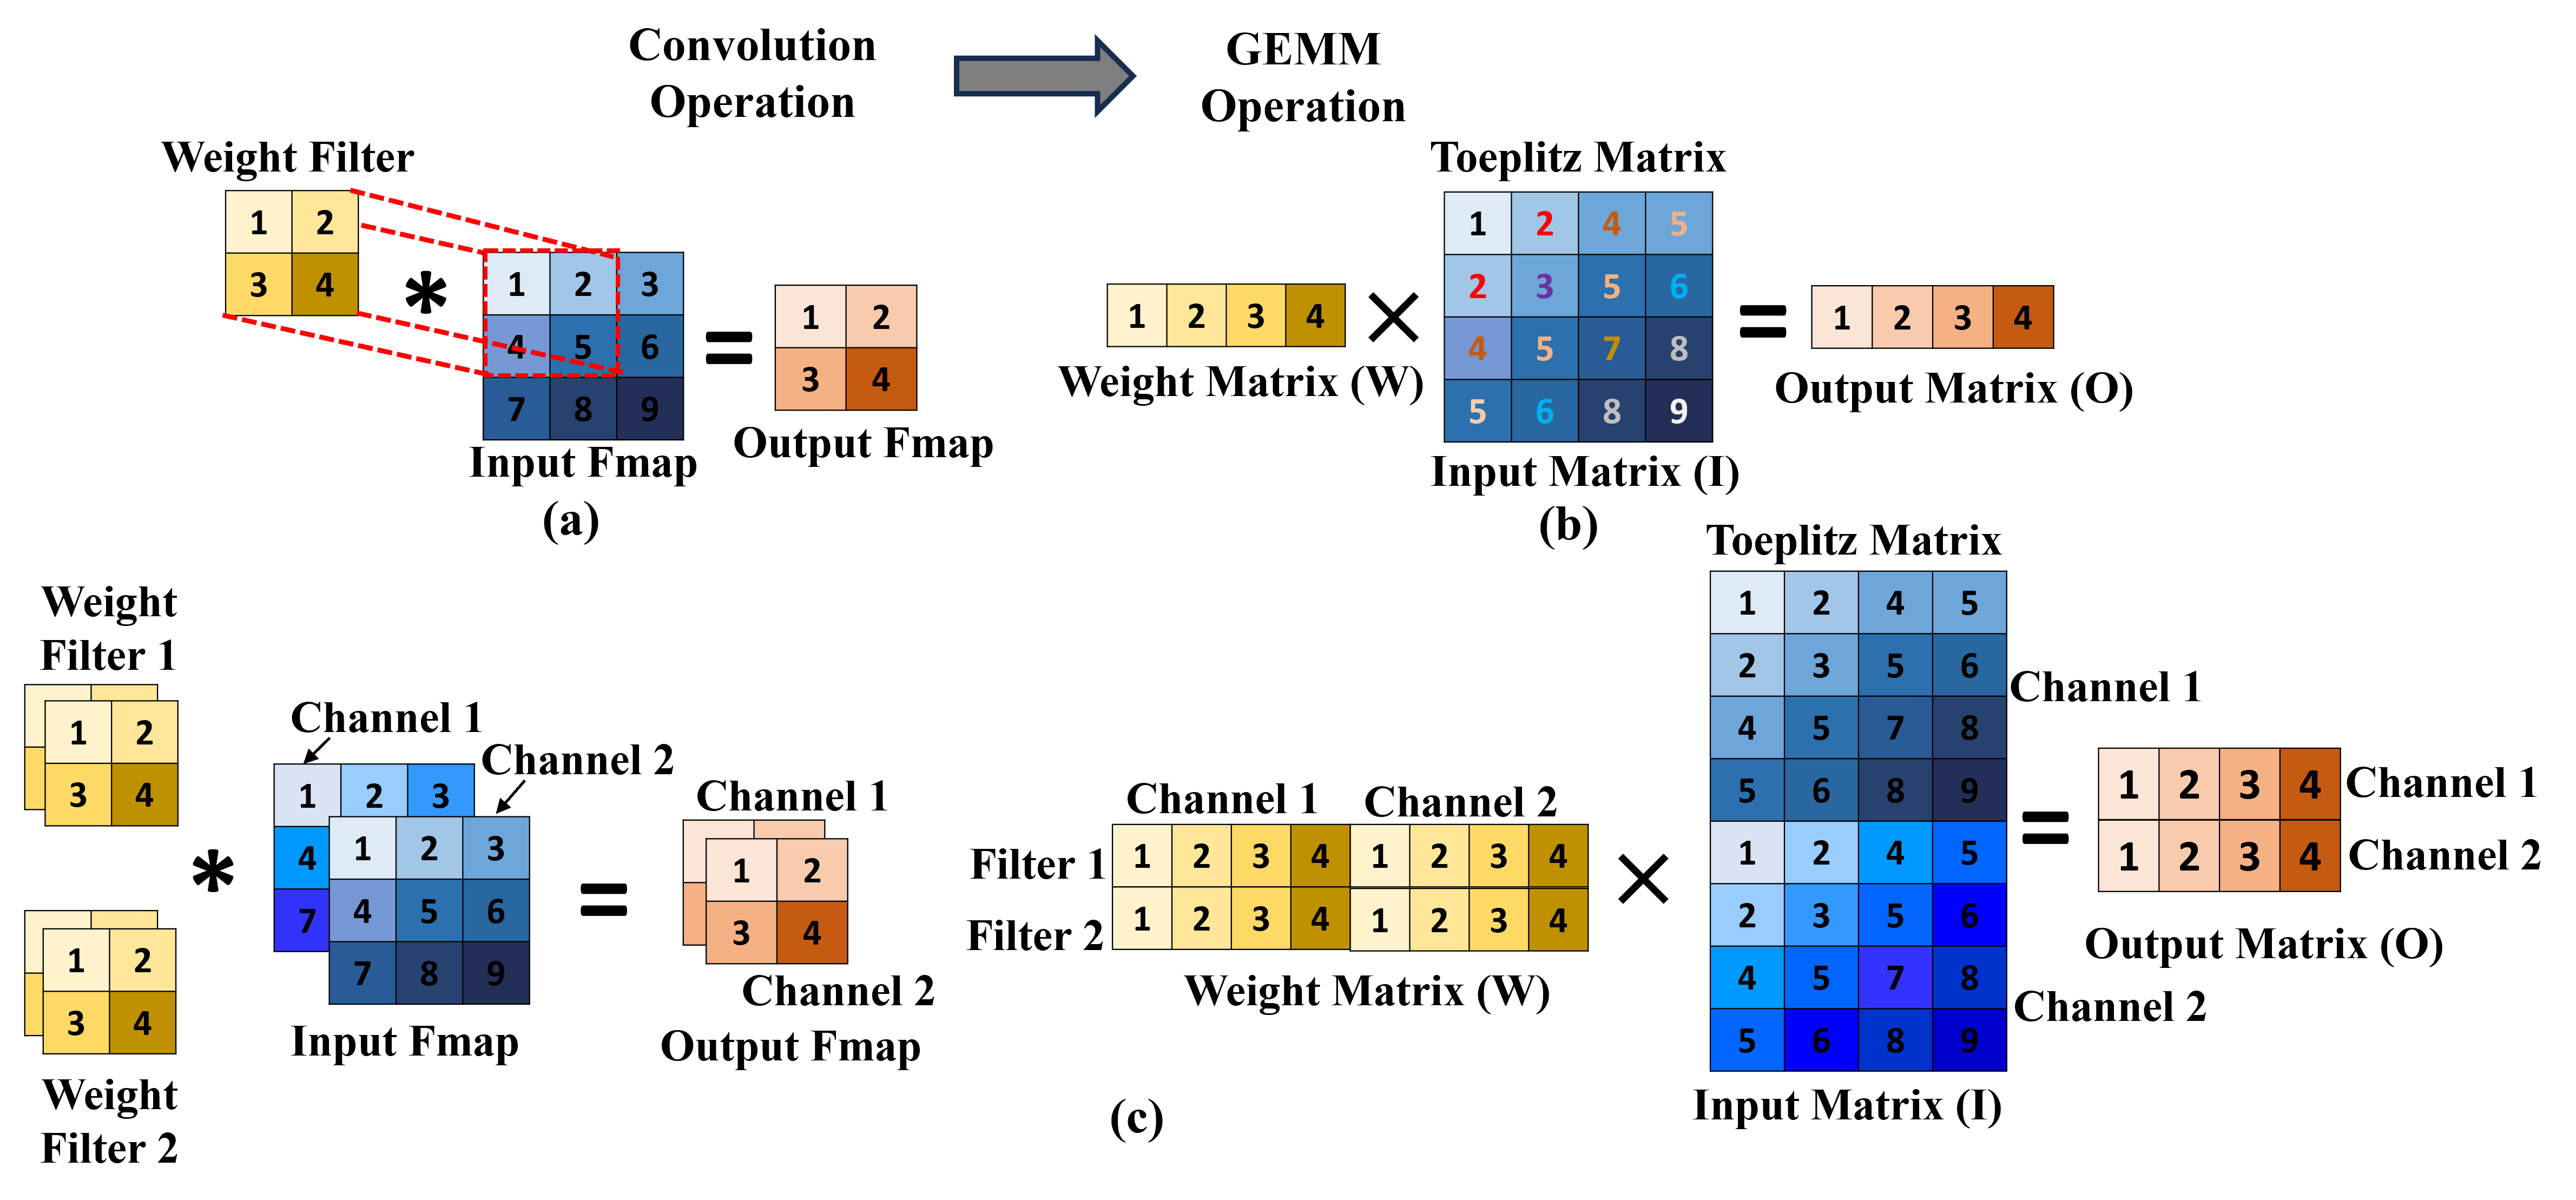 Convolution
Operation
GEMM
Operation
Weight Filter
1 2
3 4
*
1 2 3
4 5 6
7 8 9
Input Fmap
=
1 2
3 4
Output Fmap
(a)
Toeplitz Matrix
1 2 3 4
Weight Matrix (W)
×
1 2 4 5
2 3 5 6
4 5 7 8
5 6 8 9
Input Matrix (I)
=
1 2 3 4
Output Matrix (O)
(b)
Weight
Filter 1
1 2
3 4
1 2
3 4
Weight
Filter 2
*
Channel 1
Channel 2
1 2 3
4
7
1 2 3
4 5 6
7 8 9
Input Fmap
=
Channel 1
1 2
3 4
Channel 2
Output Fmap
Channel 1 Channel 2
Filter 1 1 2 3 4 1 2 3 4
Filter 2 1 2 3 4 1 2 3 4
Weight Matrix (W)
×
Toeplitz Matrix
1 2 4 5
2 3 5 6
Channel 1
4 5 7 8
5 6 8 9
1 2 4 5
2 3 5 6
4 5 7 8
Channel 2
5 6 8 9
Input Matrix (I)
=
1 2 3 4 Channel 1
1 2 3 4 Channel 2
Output Matrix (O)
(c)